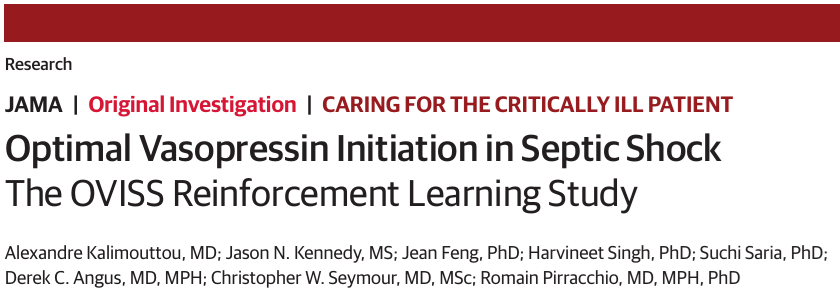 Research
JAMA | Original Investigation | CARING FOR THE CRITICALLY ILL PATIENT
Optimal Vasopressin Initiation in Septic Shock
The OVISS Reinforcement Learning Study
Alexandre Kalimouttou, MD; Jason N. Kennedy, MS; Jean Feng, PhD; Harvineet Singh, PhD; Suchi Saria, PhD;
Derek C. Angus, MD, MPH; Christopher W. Seymour, MD, MSc; Romain Pirracchio, MD, MPH, PhD